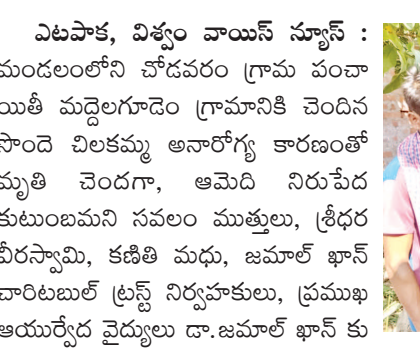 ఎటపాక, విశ్వం వాయిస్ న్యూస్ :
మండలంలోని చోడవరం గ్రామ పంచా
యితీ మద్దెలగూడెం గ్రామానికి చెందిన
సొందె చిలకమ్మ అనారోగ్య కారణంతో
మృతి చెందగా, ఆమెది నిరుపేద
కుటుంబమని సవలం ముత్తులు, శ్రీధర
వీరస్వామి, కణితి మధు, జమాల్ ఖాన్
చారిటబుల్ ట్రస్ట్ నిర్వహకులు, ప్రముఖ
ఆయుర్వేద వైద్యులు డా.జమాల్ ఖాన్ కు